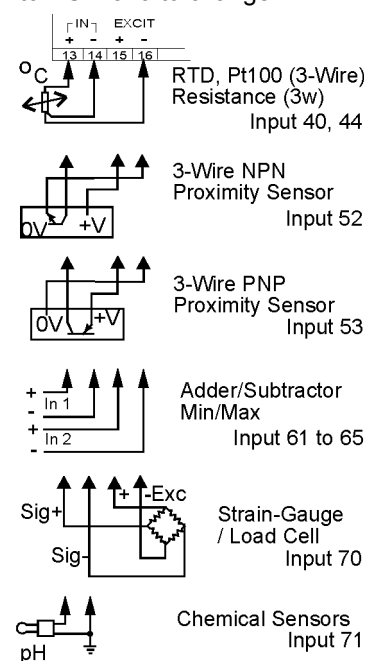 IN EXCIT
+ - + -
13 14 15 16
°C
RTD, Pt100 (3-Wire)
Resistance (3w)
Input 40, 44
3-Wire NPN
Proximity Sensor
Input 52
0V +V
3-Wire PNP
Proximity Sensor
Input 53
0V +V
+ In 1
-
+ In 2
-
Adder/Subtractor
Min/Max
Input 61 to 65
+ -Exc
Sig+
Sig-
Strain-Gauge
/ Load Cell
Input 70
Chemical Sensors
Input 71
pH